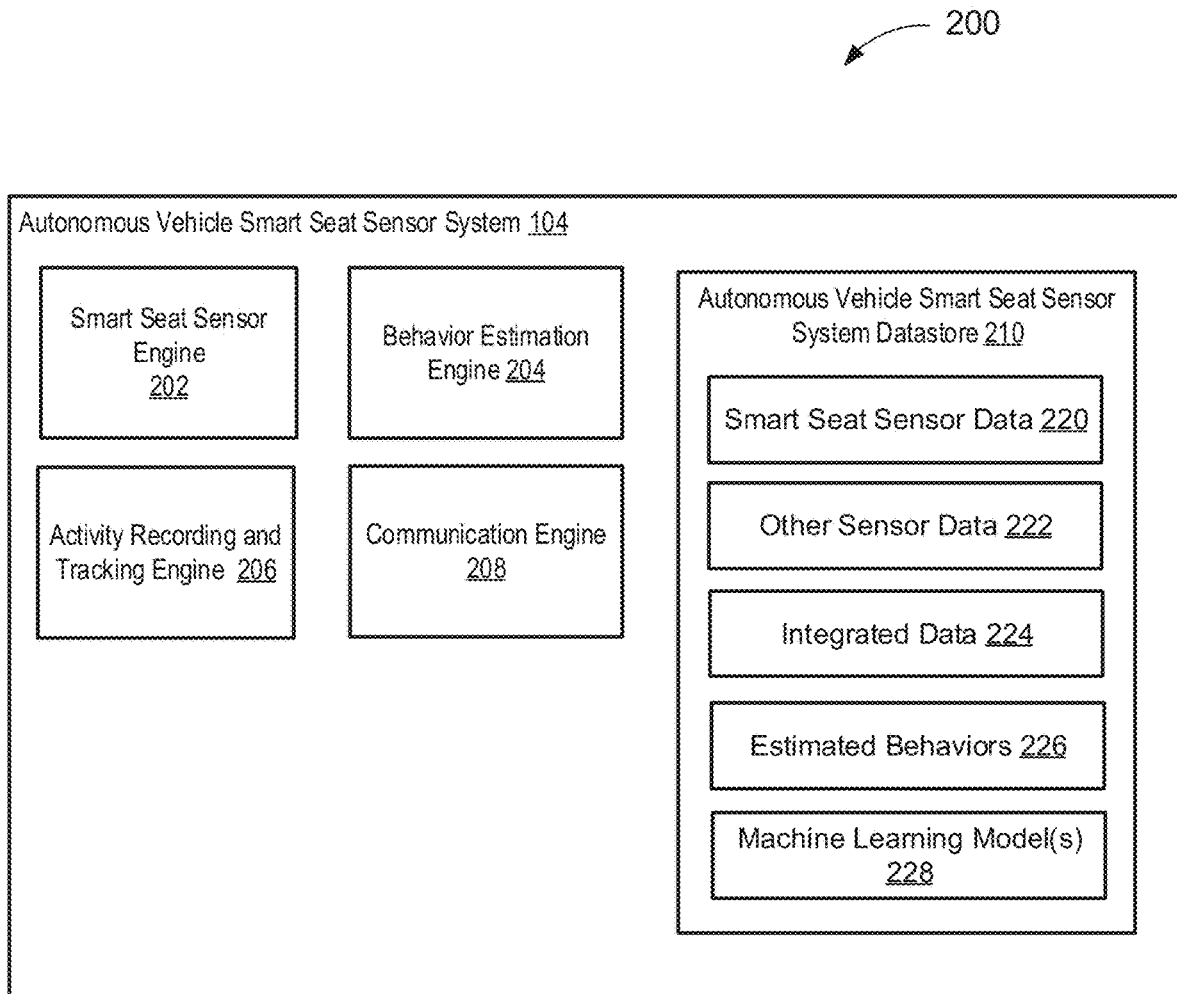 200
Autonomous Vehicle Smart Seat Sensor System 104
Smart Seat Sensor
Engine
202
Behavior Estimation
Engine 204
Activity Recording and
Tracking Engine 206
Communication Engine
208
Autonomous Vehicle Smart Seat Sensor
System Datastore 210
Smart Seat Sensor Data 220
Other Sensor Data 222
Integrated Data 224
Estimated Behaviors 226
Machine Learning Model(s)
228